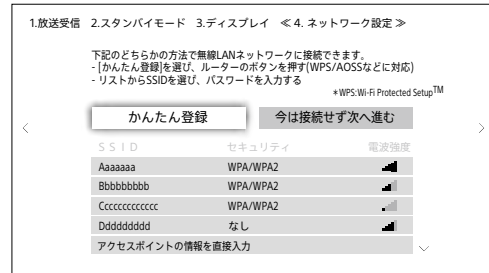 1.放送受信 2.スタンバイモード 3.ディスプレイ ≪ 4. ネットワーク設定 ≫
下記のどちらかの方法で無線LANネットワークに接続できます。
- [かんたん登録]を選び、ルーターのボタンを押す(WPS/AOSSなどに対応)
- リストからSSIDを選び、パスワードを入力する
*WPS:Wi-Fi Protected Setup™
かんたん登録 今は接続せず次へ進む
SSID セキュリティ 電波強度
Aaaaaaa WPA/WPA2
Bbbbbbbbb WPA/WPA2
Cccccccccccc WPA/WPA2
Ddddddddd なし
アクセスポイントの情報を直接入力